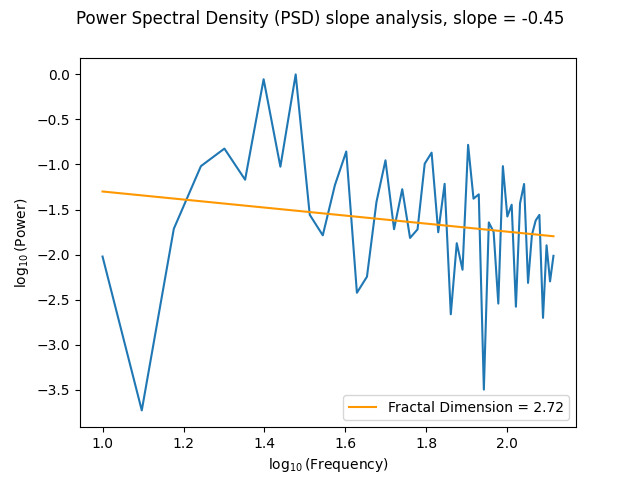 Power Spectral Density (PSD) slope analysis, slope = -0.45
0.0
−0.5
−1.0
−1.5
−2.0
−2.5
−3.0
−3.5
log₁₀(Power)
Fractal Dimension = 2.72
1.0 1.2 1.4 1.6 1.8 2.0
log₁₀(Frequency)